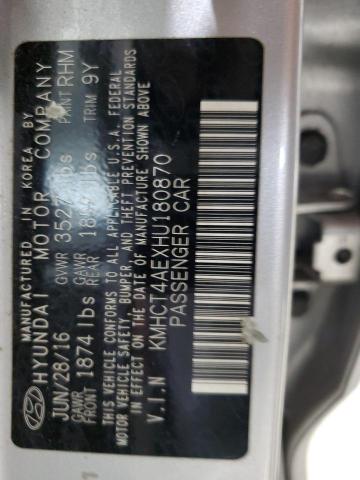 MANUFACTURED IN KOREA BY
HYUNDAI MOTOR COMPANY
JUN/28/16 GVWR 3527 lbs PAINT RHM
GAWR FRONT 1874 lbs GAWR REAR lbs TRIM 9Y
THIS VEHICLE CONFORMS TO ALL APPLICABLE U.S.A. FEDERAL
MOTOR VEHICLE SAFETY, BUMPER, AND THEFT PREVENTION
STANDARDS IN EFFECT ON THE DATE OF MANUFACTURE SHOWN ABOVE
V.I.N KMHCT4AEXHU180870
PASSENGER CAR